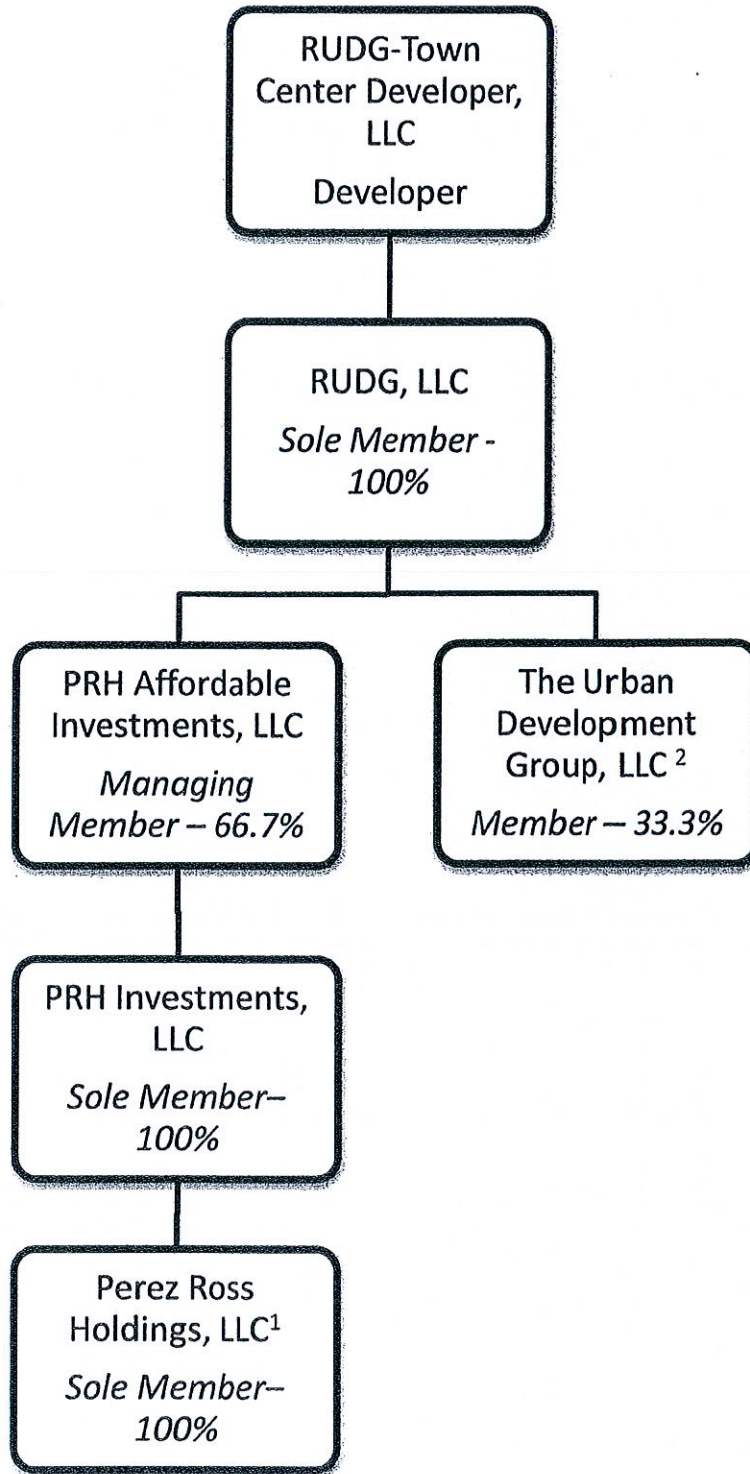 RUDG-Town
Center Developer,
LLC
Developer
RUDG, LLC
Sole Member -
100%
PRH Affordable
Investments, LLC
Managing
Member – 66.7%
The Urban
Development
Group, LLC ²
Member – 33.3%
PRH Investments,
LLC
Sole Member–
100%
Perez Ross
Holdings, LLC¹
Sole Member–
100%